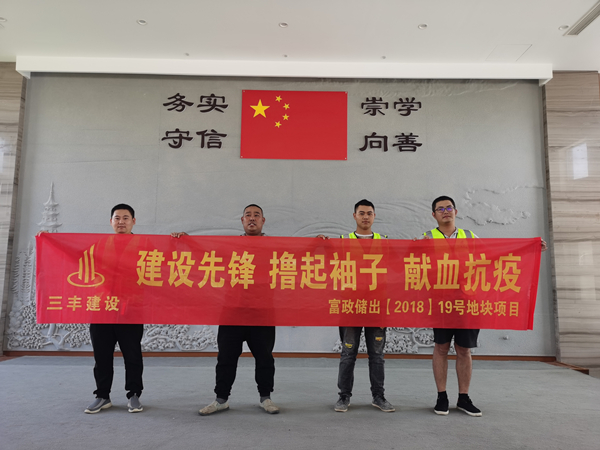 务实 崇学
守信 向善
建设先锋 撸起袖子 献血抗疫
三丰建设
富政储出【2018】19号地块项目